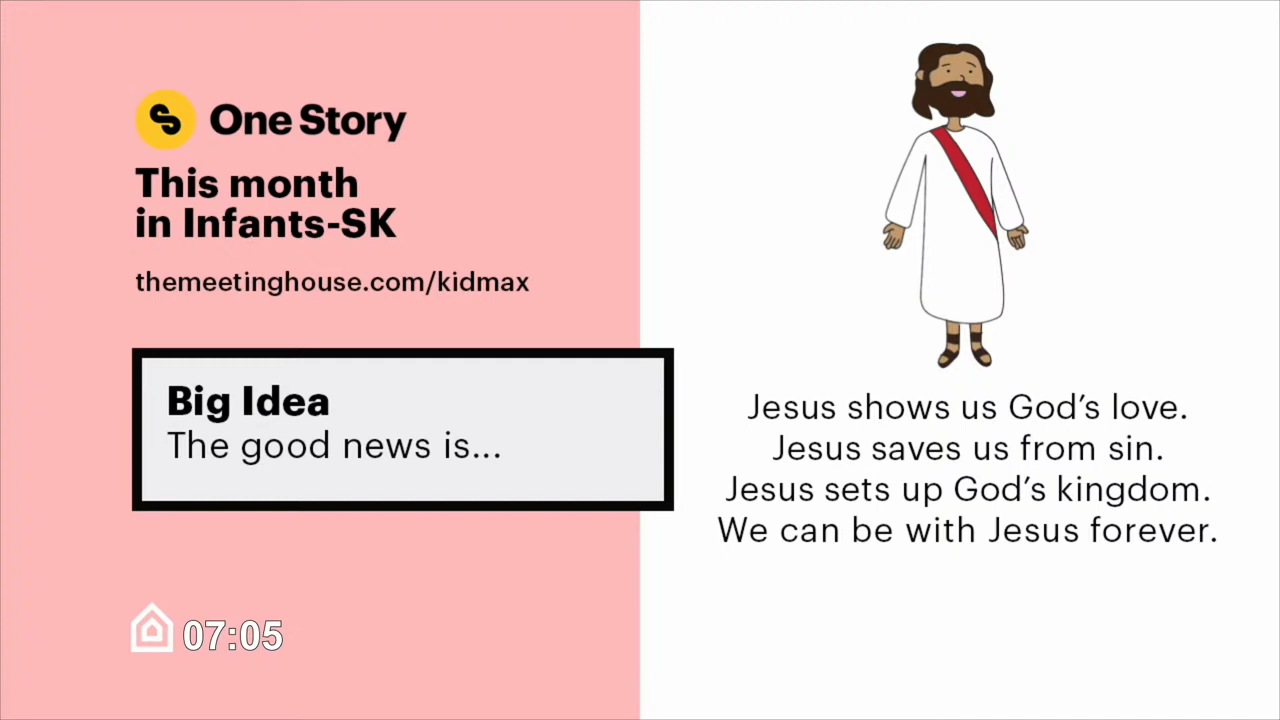 One Story
This month
in Infants-SK
themeetinghouse.com/kidmax
Big Idea
The good news is...
07:05
Jesus shows us God's love.
Jesus saves us from sin.
Jesus sets up God's kingdom.
We can be with Jesus forever.